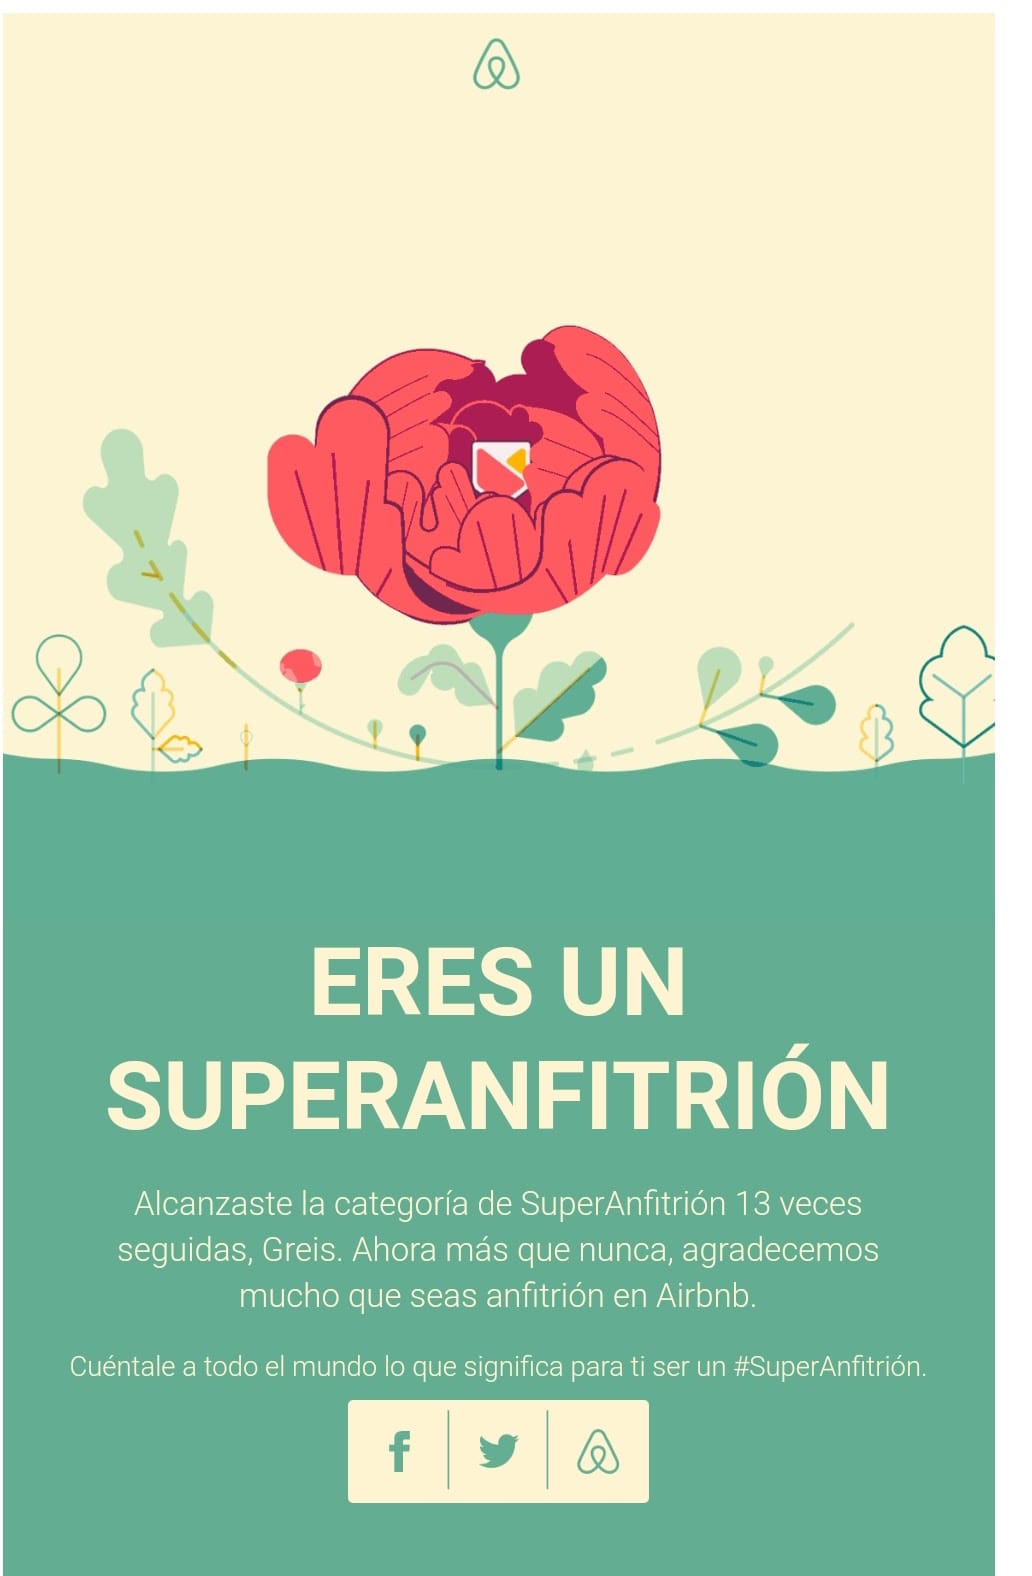 ERES UN
SUPERANFITRIÓN
Alcanzaste la categoría de SuperAnfitrión 13 veces
seguidas, Greis. Ahora más que nunca, agradecemos
mucho que seas anfitrión en Airbnb.
Cuéntale a todo el mundo lo que significa para ti ser un #SuperAnfitrión.